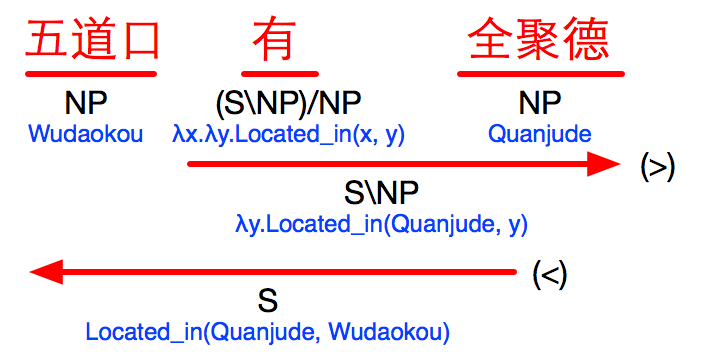 五道口 有 全聚德
NP (S\NP)/NP NP
Wudaokou λx.λy.Located_in(x, y) Quanjude
(>)
S\NP
λy.Located_in(Quanjude, y)
(<)
S
Located_in(Quanjude, Wudaokou)